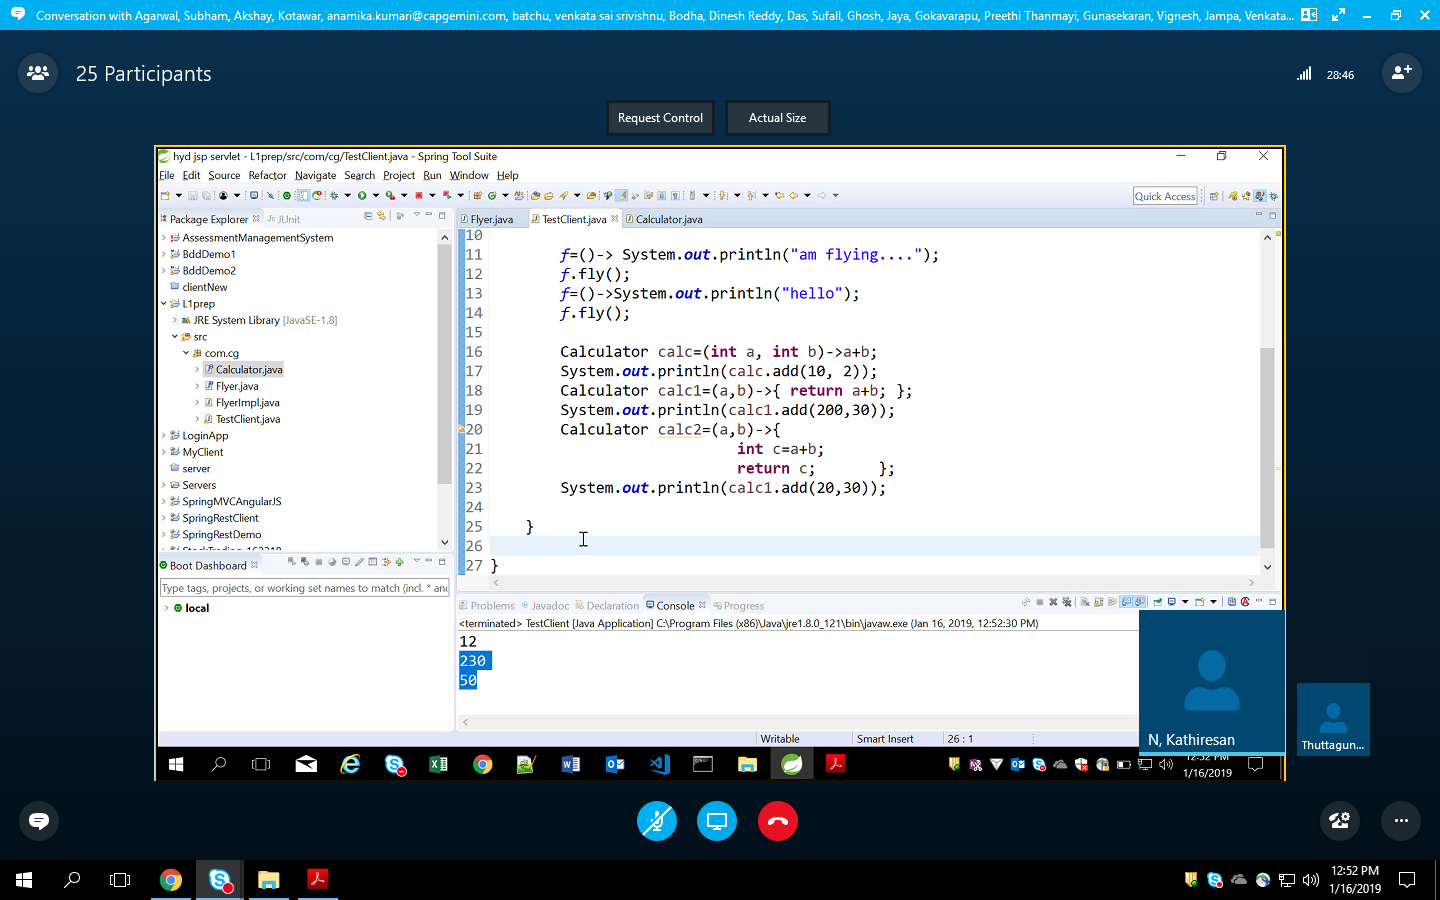 Conversation with Agarwal, Subham, Akshay, Kotawar, anamika.kumari@capgemini.com, batchu, venkata sai srivishnu, Bodha, Dinesh Reddy, Das, Sufall, Ghosh, Jaya, Gokavarapu, Preethi Thanmayi, Gunasekaran, Vignesh, Jampa, Venkata...
25 Participants
28:46
Request Control
Actual Size
hyd jsp servlet - L1prep/src/com/cg/TestClient.java - Spring Tool Suite
File Edit Source Refactor Navigate Search Project Run Window Help
Quick Access
Package Explorer
JUnit
AssessmentManagementSystem
BddDemo1
BddDemo2
clientNew
L1prep
JRE System Library [JavaSE-1.8]
src
com.cg
Calculator.java
Flyer.java
FlyerImpl.java
TestClient.java
LoginApp
MyClient
server
Servers
SpringMVCAngularJS
SpringRestClient
SpringRestDemo
Boot Dashboard
Type tags, projects, or working set names to match (incl. * and
local
Flyer.java TestClient.java Calculator.java
10
11 f=()-> System.out.println("am flying....");
12 f.fly();
13 f=()->System.out.println("hello");
14 f.fly();
15
16 Calculator calc=(int a, int b)->a+b;
17 System.out.println(calc.add(10, 2));
18 Calculator calc1=(a,b)->{ return a+b; };
19 System.out.println(calc1.add(200,30));
20 Calculator calc2=(a,b)->{
21 int c=a+b;
22 return c; };
23 System.out.println(calc1.add(20,30));
24
25 }
26
27 }
Problems Javadoc Declaration Console Progress
<terminated> TestClient [Java Application] C:\Program Files (x86)\Java\jre1.8.0_121\bin\javaw.exe (Jan 16, 2019, 12:52:30 PM)
12
230
50
Writable Smart Insert 26 : 1
N, Kathiresan
Thuttagun...
1/16/2019
12:52 PM
1/16/2019